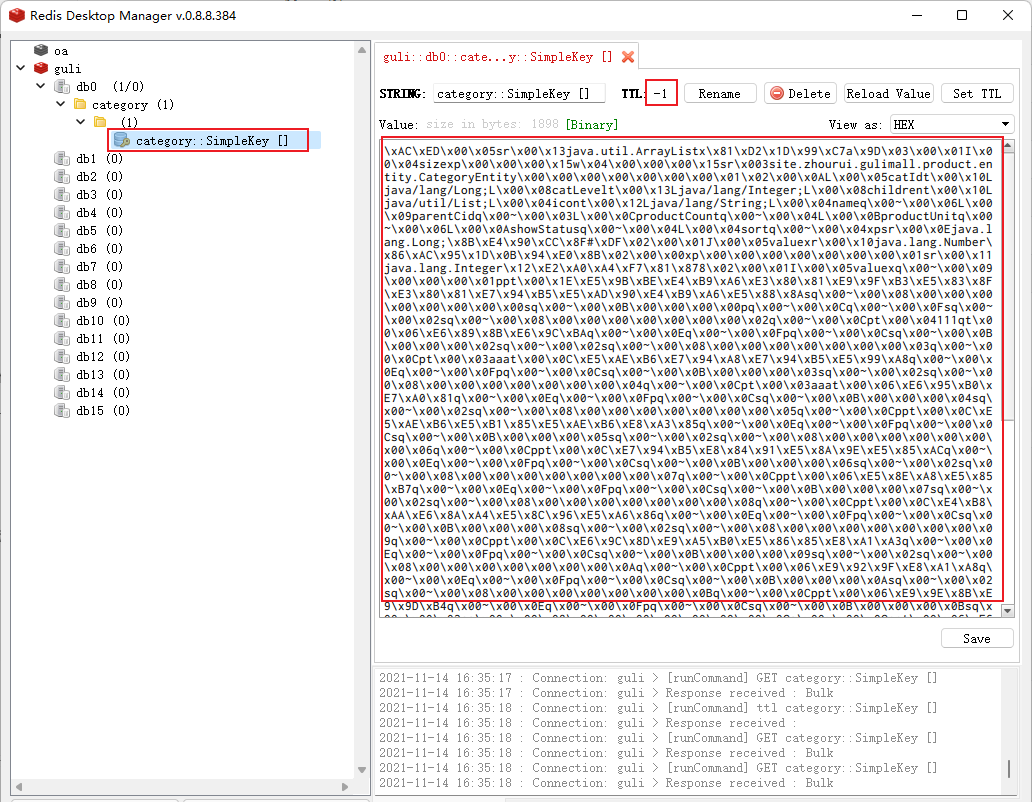 Redis Desktop Manager v.0.8.8.384
oa
guli
db0 (1/0)
category (1)
(1)
category::SimpleKey []
db1 (0)
db2 (0)
db3 (0)
db4 (0)
db5 (0)
db6 (0)
db7 (0)
db8 (0)
db9 (0)
db10 (0)
db11 (0)
db12 (0)
db13 (0)
db14 (0)
db15 (0)
guli::db0::cate...y::SimpleKey []
STRING: category::SimpleKey [] TTL: -1 Rename Delete Reload Value Set TTL
Value: size in bytes: 1898 [Binary] View as: HEX
\xAC\xED\x00\x05sr\x00\x13java.util.ArrayListx\x81\xD2\x1D\x99\xC7a\x9D\x03\x00\x01I\x0
0\x04sizexp\x00\x00\x00\x15w\x04\x00\x00\x00\x15sr\x003site.zhourui.gulimall.product.en
tity.CategoryEntity\x00\x00\x00\x00\x00\x00\x00\x01\x02\x00\x0AL\x00\x05catIdt\x00\x10L
java/lang/Long;L\x00\x08catLevelt\x00\x13Ljava/lang/Integer;L\x00\x08childrent\x00\x10L
java/util/List;L\x00\x04icont\x00\x12Ljava/lang/String;L\x00\x04nameq\x00~\x00\x06L\x00
\x09parentCidq\x00~\x00\x03L\x00\x0CproductCountq\x00~\x00\x04L\x00\x0BproductUnitq\x00
~\x00\x06L\x00\x0AshowStatusq\x00~\x00\x04L\x00\x04sortq\x00~\x00\x04xpsr\x00\x0Ejava.l
ang.Long;\x8B\xE4\x90\xCC\x8F#\xDF\x02\x00\x01J\x00\x05valuexr\x00\x10java.lang.Number\
x86\xAC\x95\x1D\x0B\x94\xE0\x8B\x02\x00\x00xp\x00\x00\x00\x00\x00\x00\x00\x01sr\x00\x11
java.lang.Integer\x12\xE2\xA0\xA4\xF7\x81\x878\x02\x00\x01I\x00\x05valuexq\x00~\x00\x09
\x00\x00\x00\x01ppt\x00\x1E\xE5\x9B\xBE\xE4\xB9\xA6\xE3\x80\x81\xE9\x9F\xB3\xE5\x83\x8F
\xE3\x80\x81\xE7\x94\xB5\xE5\xAD\x90\xE4\xB9\xA6\xE5\x88\x8Asq\x00~\x00\x08\x00\x00\x00
\x00\x00\x00\x00\x00sq\x00~\x00\x0B\x00\x00\x00\x00pq\x00~\x00\x0Cq\x00~\x00\x0Fsq\x00~
\x00\x02sq\x00~\x00\x08\x00\x00\x00\x00\x00\x00\x00\x02q\x00~\x00\x0Cpt\x00\x04111qt\x0
0\x06\xE6\x89\x8B\xE6\x9C\xBAq\x00~\x00\x0Eq\x00~\x00\x0Fpq\x00~\x00\x0Csq\x00~\x00\x0B
\x00\x00\x00\x02sq\x00~\x00\x02sq\x00~\x00\x08\x00\x00\x00\x00\x00\x00\x00\x03q\x00~\x0
0\x0Cpt\x00\x03aaat\x00\x0C\xE5\xAE\xB6\xE7\x94\xA8\xE7\x94\xB5\xE5\x99\xA8q\x00~\x00\x
0Eq\x00~\x00\x0Fpq\x00~\x00\x0Csq\x00~\x00\x0B\x00\x00\x00\x03sq\x00~\x00\x02sq\x00~\x0
0\x08\x00\x00\x00\x00\x00\x00\x00\x04q\x00~\x00\x0Cpt\x00\x03aaat\x00\x06\xE6\x95\xB0\x
E7\xA0\x81q\x00~\x00\x0Eq\x00~\x00\x0Fpq\x00~\x00\x0Csq\x00~\x00\x0B\x00\x00\x00\x04sq\
x00~\x00\x02sq\x00~\x00\x08\x00\x00\x00\x00\x00\x00\x00\x05q\x00~\x00\x0Cppt\x00\x0C\xE
5\xAE\xB6\xE5\xB1\x85\xE5\xAE\xB6\xE8\xA3\x85q\x00~\x00\x0Eq\x00~\x00\x0Fpq\x00~\x00\x0
Csq\x00~\x00\x0B\x00\x00\x00\x05sq\x00~\x00\x02sq\x00~\x00\x08\x00\x00\x00\x00\x00\x00\
x00\x06q\x00~\x00\x0Cppt\x00\x0C\xE7\x94\xB5\xE8\x84\x91\xE5\x8A\x9E\xE5\x85\xACq\x00~\
x00\x0Eq\x00~\x00\x0Fpq\x00~\x00\x0Csq\x00~\x00\x0B\x00\x00\x00\x06sq\x00~\x00\x02sq\x0
0~\x00\x08\x00\x00\x00\x00\x00\x00\x00\x07q\x00~\x00\x0Cppt\x00\x06\xE5\x8E\xA8\xE5\x85
\xB7q\x00~\x00\x0Eq\x00~\x00\x0Fpq\x00~\x00\x0Csq\x00~\x00\x0B\x00\x00\x00\x07sq\x00~\x
00\x02sq\x00~\x00\x08\x00\x00\x00\x00\x00\x00\x00\x08q\x00~\x00\x0Cppt\x00\x0C\xE4\xB8\
xAA\xE6\x8A\xA4\xE5\x8C\x96\xE5\xA6\x86q\x00~\x00\x0Eq\x00~\x00\x0Fpq\x00~\x00\x0Csq\x0
0~\x00\x0B\x00\x00\x00\x08sq\x00~\x00\x02sq\x00~\x00\x08\x00\x00\x00\x00\x00\x00\x00\x0
9q\x00~\x00\x0Cppt\x00\x0C\xE6\x9C\x8D\xE9\xA5\xB0\xE5\x86\x85\xE8\xA1\xA3q\x00~\x00\x0
Eq\x00~\x00\x0Fpq\x00~\x00\x0Csq\x00~\x00\x0B\x00\x00\x00\x09sq\x00~\x00\x02sq\x00~\x00
\x08\x00\x00\x00\x00\x00\x00\x00\x0Aq\x00~\x00\x0Cppt\x00\x06\xE9\x92\x9F\xE8\xA1\xA8q\
x00~\x00\x0Eq\x00~\x00\x0Fpq\x00~\x00\x0Csq\x00~\x00\x0B\x00\x00\x00\x0Asq\x00~\x00\x02
sq\x00~\x00\x08\x00\x00\x00\x00\x00\x00\x00\x0Bq\x00~\x00\x0Cppt\x00\x06\xE9\x9E\x8B\xE
9\x9D\xB4q\x00~\x00\x0Eq\x00~\x00\x0Fpq\x00~\x00\x0Csq\x00~\x00\x0B\x00\x00\x00\x0Bsq\x
Save
2021-11-14 16:35:17 : Connection: guli > [runCommand] GET category::SimpleKey []
2021-11-14 16:35:17 : Connection: guli > Response received : Bulk
2021-11-14 16:35:18 : Connection: guli > [runCommand] ttl category::SimpleKey []
2021-11-14 16:35:18 : Connection: guli > Response received :
2021-11-14 16:35:18 : Connection: guli > [runCommand] GET category::SimpleKey []
2021-11-14 16:35:18 : Connection: guli > Response received : Bulk
2021-11-14 16:35:18 : Connection: guli > [runCommand] GET category::SimpleKey []
2021-11-14 16:35:18 : Connection: guli > Response received : Bulk